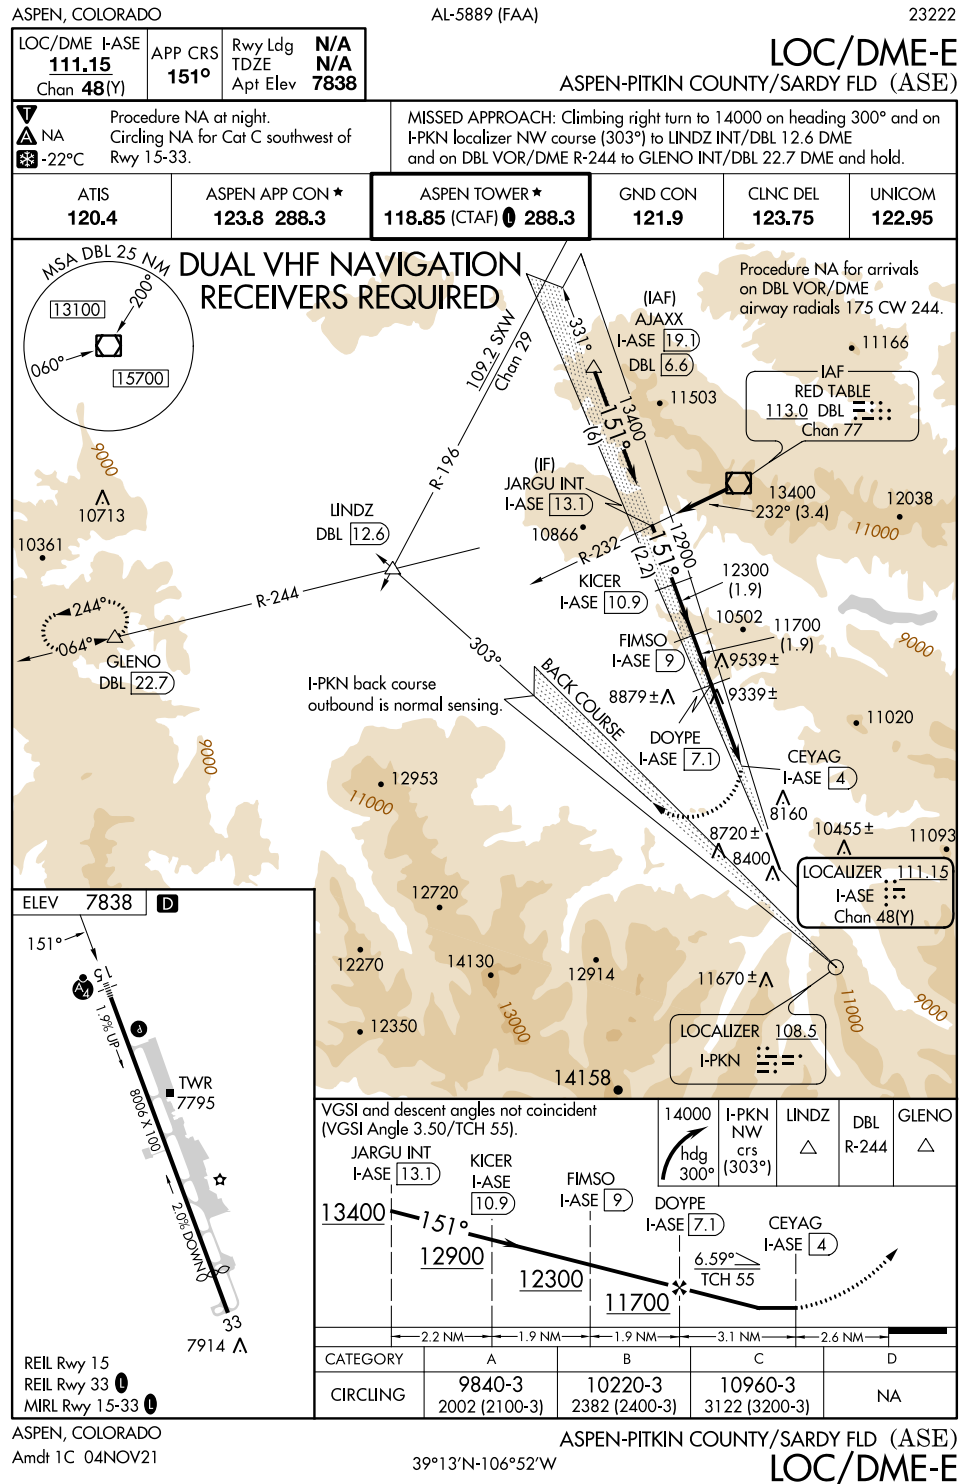 ASPEN, COLORADO
AL-5889 (FAA)
23222
LOC/DME I-ASE
111.15
Chan 48(Y)
APP CRS
151°
Rwy Ldg N/A
TDZE N/A
Apt Elev 7838
LOC/DME-E
ASPEN-PITKIN COUNTY/SARDY FLD (ASE)
T
A NA
-22°C
Procedure NA at night.
Circling NA for Cat C southwest of
Rwy 15-33.
MISSED APPROACH: Climbing right turn to 14000 on heading 300° and on
I-PKN localizer NW course (303°) to LINDZ INT/DBL 12.6 DME
and on DBL VOR/DME R-244 to GLENO INT/DBL 22.7 DME and hold.
ATIS
120.4
ASPEN APP CON ★
123.8 288.3
ASPEN TOWER ★
118.85 (CTAF) L 288.3
GND CON
121.9
CLNC DEL
123.75
UNICOM
122.95
MSA DBL 25 NM
200°
13100
060°
15700
DUAL VHF NAVIGATION
RECEIVERS REQUIRED
109.2 SXW
Chan 29
R-196
331°
(IAF)
AJAXX
I-ASE 19.1
DBL 6.6
Procedure NA for arrivals
on DBL VOR/DME
airway radials 175 CW 244.
11166
11503
IAF
RED TABLE
113.0 DBL
Chan 77
13400
151°
(6)
9000
10713
10361
(IF)
JARGU INT
I-ASE 13.1
10866
LINDZ
DBL 12.6
13400
232° (3.4)
12038
11000
R-232
12900
151°
(2.2)
12300
(1.9)
KICER
I-ASE 10.9
10502
11700
(1.9)
R-244
244°
064°
GLENO
DBL 22.7
303°
FIMSO
I-ASE 9
9539±
9000
9339±
8879±
I-PKN back course
outbound is normal sensing.
BACK COURSE
DOYPE
I-ASE 7.1
11020
CEYAG
I-ASE 4
9000
12953
11000
8160
8720±
8400
10455±
11093
LOCALIZER 111.15
I-ASE
Chan 48(Y)
12720
12270
14130
12914
11670±
12350
13000
11000
9000
LOCALIZER 108.5
I-PKN
14158
ELEV 7838
D
151°
15
A4
1.9% UP
P
TWR
7795
8006 X 100
2.0% DOWN
33
7914
REIL Rwy 15
REIL Rwy 33 L
MIRL Rwy 15-33 L
VGSI and descent angles not coincident
(VGSI Angle 3.50/TCH 55).
14000
hdg
300°
I-PKN
NW
crs
(303°)
LINDZ
DBL
R-244
GLENO
JARGU INT
I-ASE 13.1
KICER
I-ASE
10.9
FIMSO
I-ASE 9
DOYPE
I-ASE 7.1
CEYAG
I-ASE 4
13400
151°
12900
12300
11700
6.59°
TCH 55
2.2 NM
1.9 NM
1.9 NM
3.1 NM
2.6 NM
CATEGORY A B C D
CIRCLING
9840-3
2002 (2100-3)
10220-3
2382 (2400-3)
10960-3
3122 (3200-3)
NA
ASPEN, COLORADO
Amdt 1C 04NOV21
39°13'N-106°52'W
ASPEN-PITKIN COUNTY/SARDY FLD (ASE)
LOC/DME-E